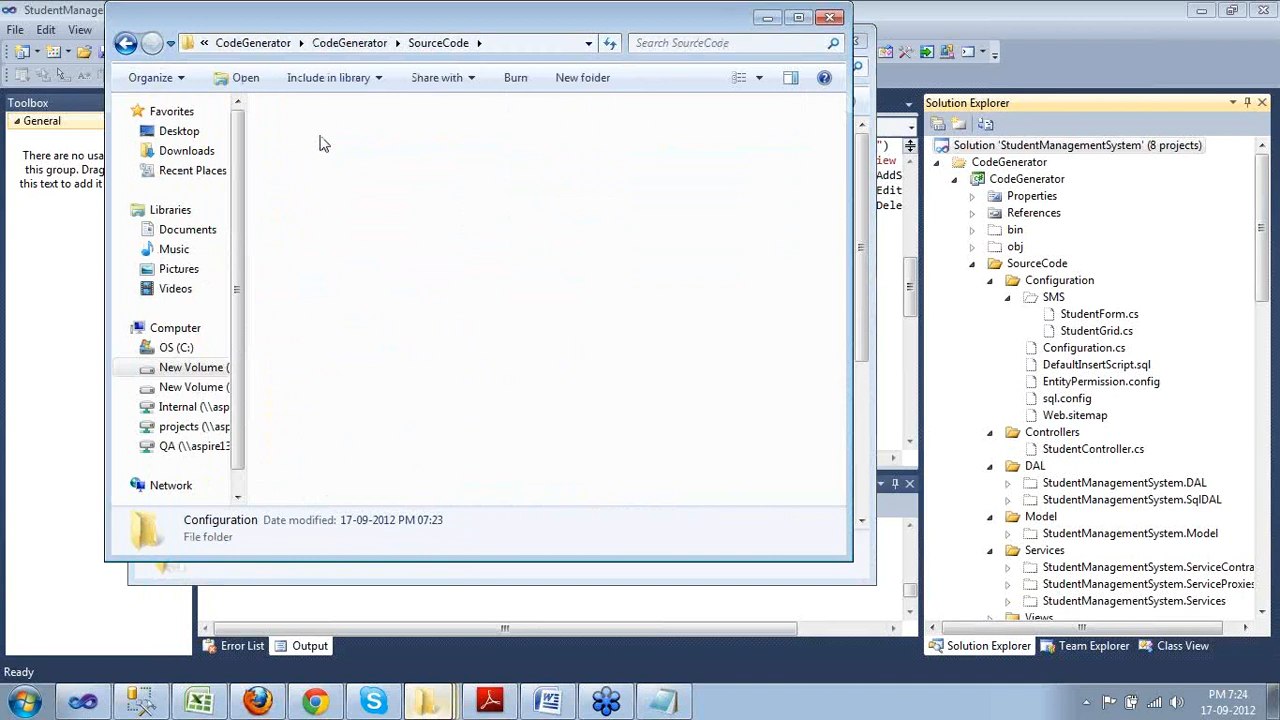 StudentManag
File
Edit
View
Toolbox
General
There are no usa
this group. Drag
this text to add it
CodeGenerator
CodeGenerator
SourceCode
Search SourceCode
Organize
Open
Include in library
Share with
Burn
New folder
Favorites
Desktop
Downloads
Recent Places
Libraries
Documents
Music
Pictures
Videos
Computer
OS (C:)
New Volume (
New Volume (
Internal (\\asp
projects (\\asp
QA (\\aspire13
Network
Configuration Date modified: 17-09-2012 PM 07:23
File folder
")
iew
AddS
Edit
Dele
Solution Explorer
Solution 'StudentManagementSystem' (8 projects)
CodeGenerator
CodeGenerator
Properties
References
bin
obj
SourceCode
Configuration
SMS
StudentForm.cs
StudentGrid.cs
Configuration.cs
DefaultInsertScript.sql
EntityPermission.config
sql.config
Web.sitemap
Controllers
StudentController.cs
DAL
StudentManagementSystem.DAL
StudentManagementSystem.SqlDAL
Model
StudentManagementSystem.Model
Services
StudentManagementSystem.ServiceContra
StudentManagementSystem.ServiceProxies
StudentManagementSystem.Services
Views
Error List
Output
Solution Explorer
Team Explorer
Class View
Ready
PM 7:24
17-09-2012